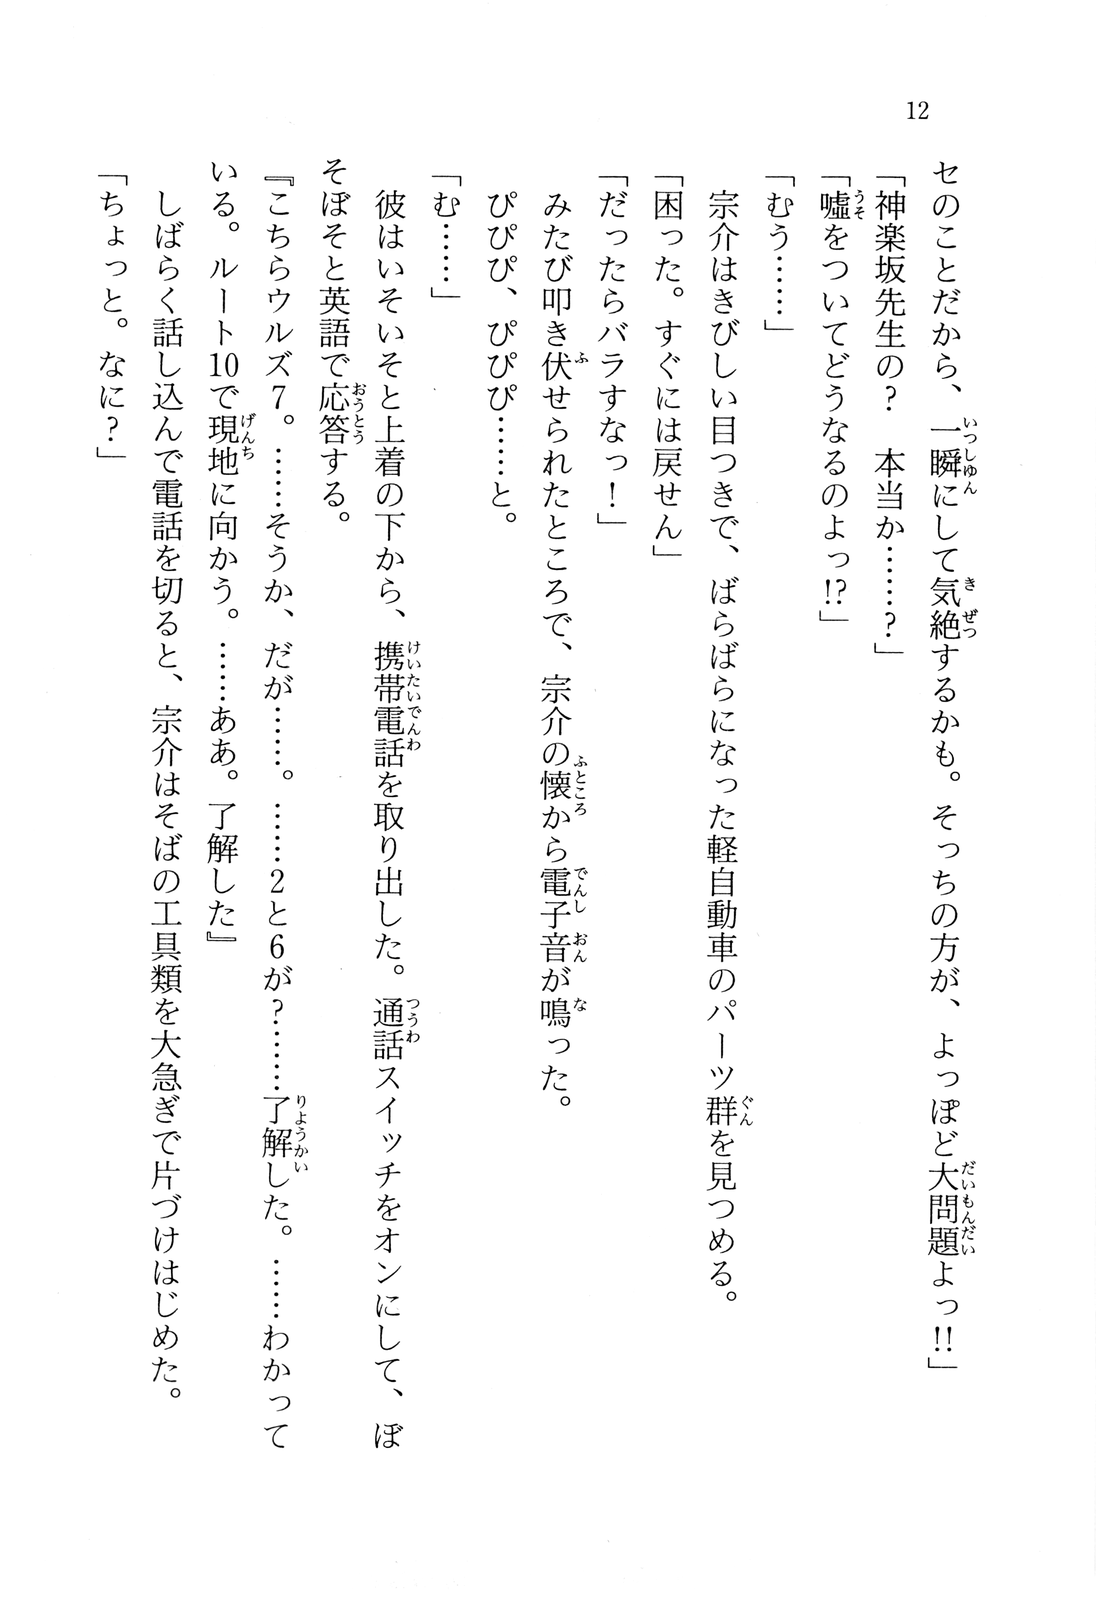 12
セのことだから、一瞬にして気絶するかも。そっちの方が、よっぽど大問題よっ!!」
「神楽坂先生の？　本当か……？」
「嘘をついてどうなるのよっ!?」
「むう……」
　宗介はきびしい目つきで、ばらばらになった軽自動車のパーツ群を見つめる。
「困った。すぐには戻せん」
「だったらバラすなっ！」
　みたび叩き伏せられたところで、宗介の懐から電子音が鳴った。
　ぴぴぴ、ぴぴぴ……と。
「む……」
　彼はいそいそと上着の下から、携帯電話を取り出した。通話スイッチをオンにして、ぼ
そぼそと英語で応答する。
『こちらウルズ7。……そうか、だが……。……2と6が？……了解した。……わかって
いる。ルート10で現地に向かう。……ああ。了解した』
　しばらく話し込んで電話を切ると、宗介はそばの工具類を大急ぎで片づけはじめた。
「ちょっと。なに？」